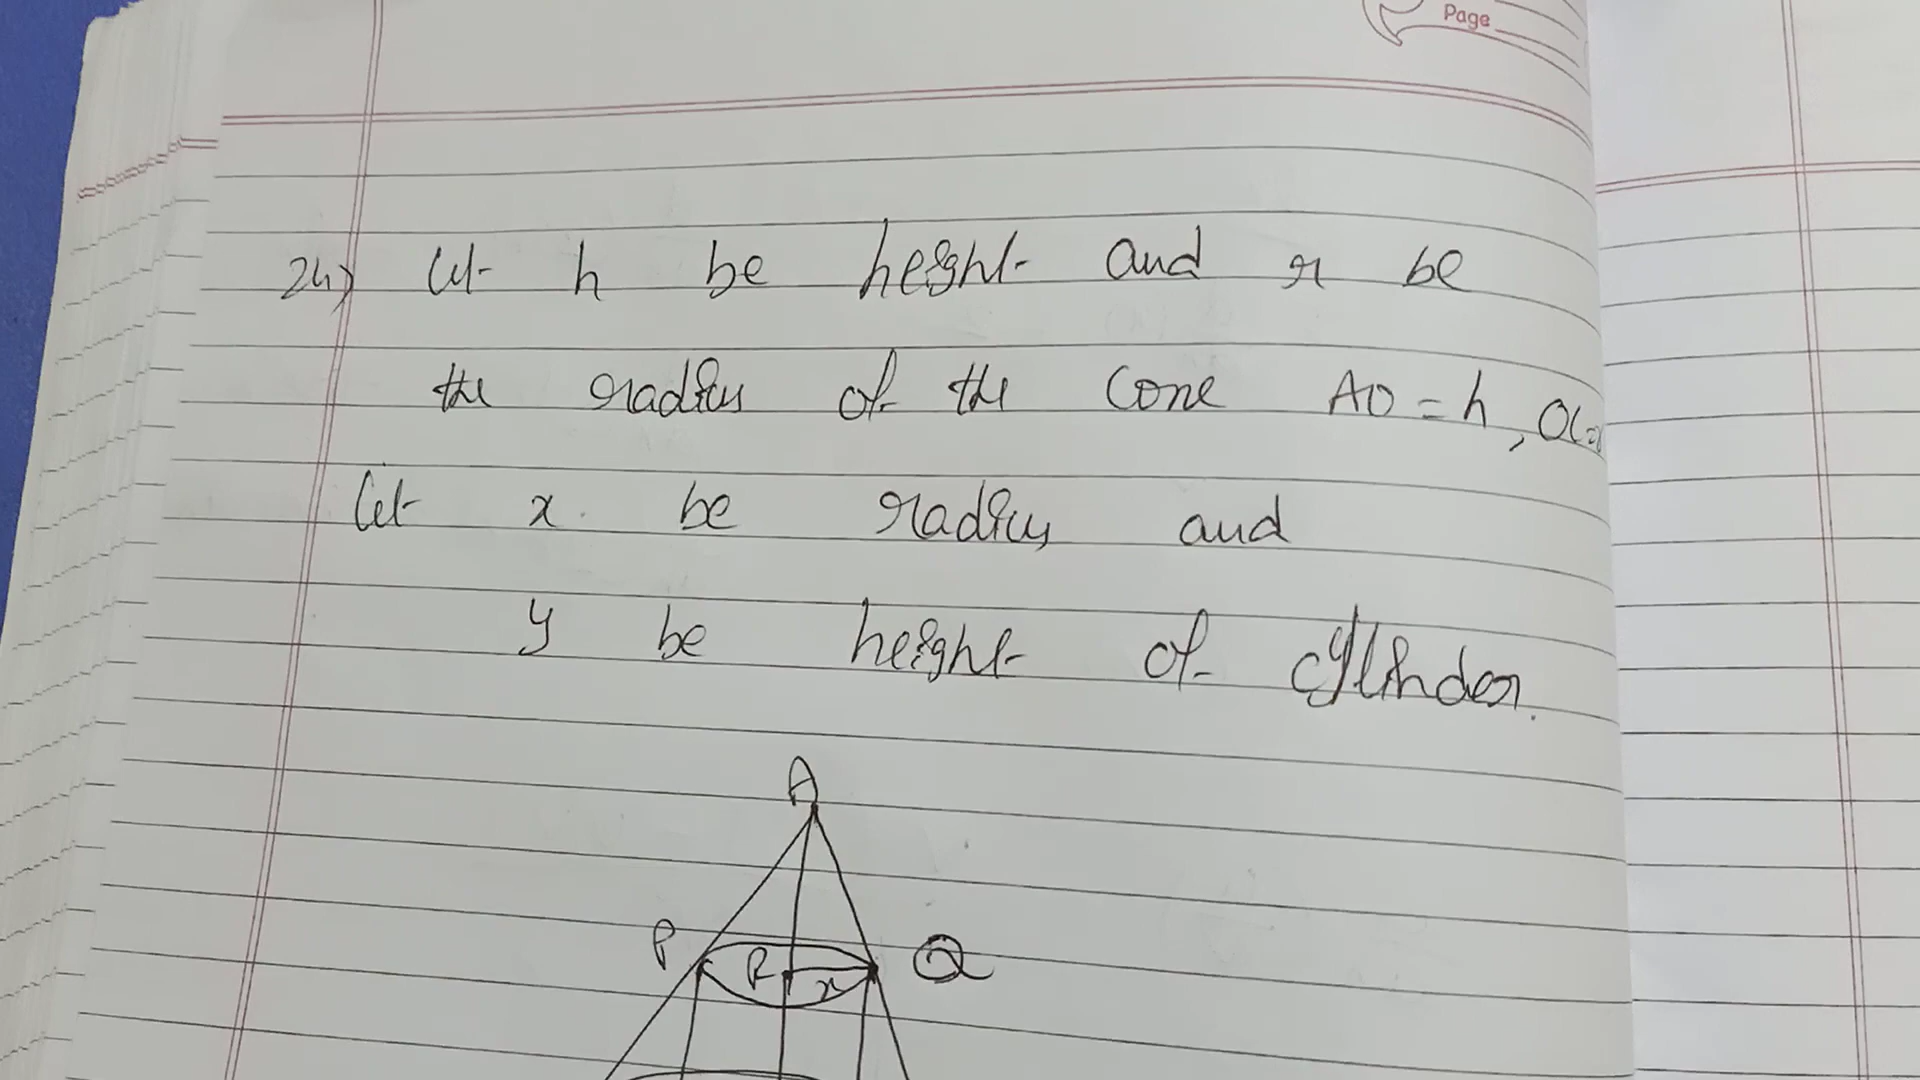 Page
24) Let h be height and r be
the radius of the cone AO = h, OC=r
Let x be radius and
y be height of cylinder.
A
P R x Q